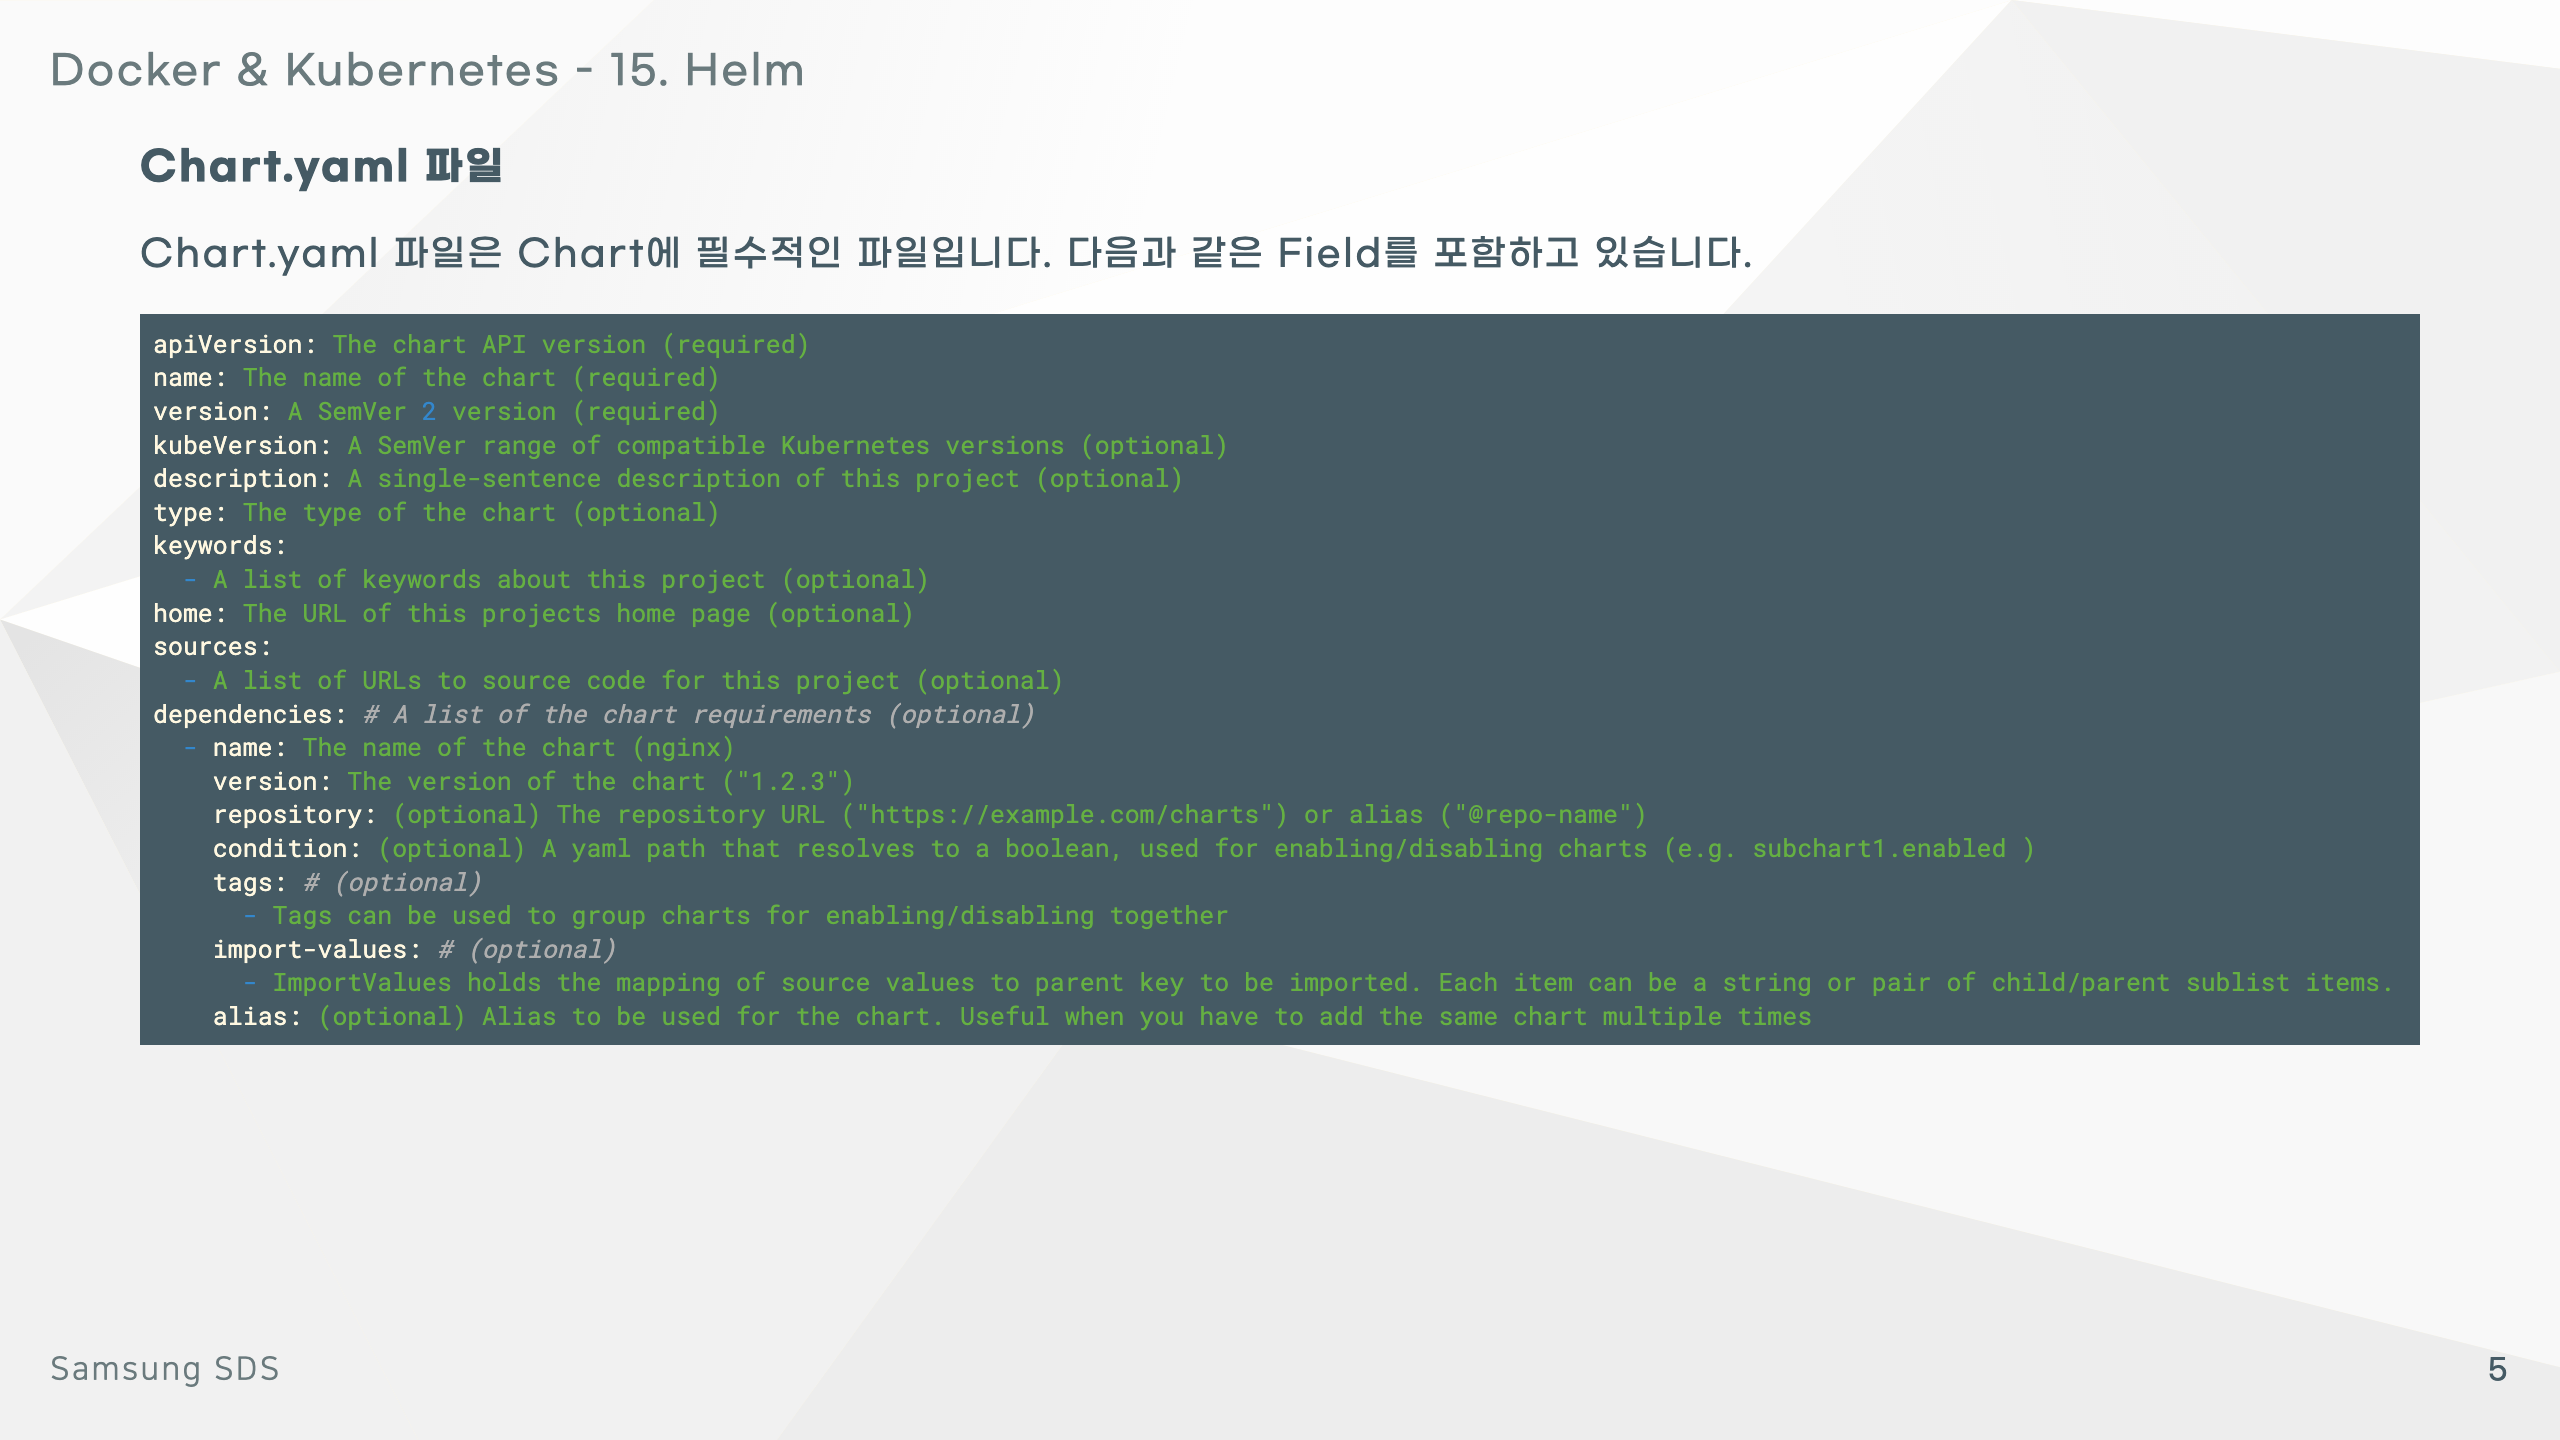 Docker & Kubernetes - 15. Helm
Chart.yaml 파일
Chart.yaml 파일은 Chart에 필수적인 파일입니다. 다음과 같은 Field를 포함하고 있습니다.
apiVersion: The chart API version (required)
name: The name of the chart (required)
version: A SemVer 2 version (required)
kubeVersion: A SemVer range of compatible Kubernetes versions (optional)
description: A single-sentence description of this project (optional)
type: The type of the chart (optional)
keywords:
  - A list of keywords about this project (optional)
home: The URL of this projects home page (optional)
sources:
  - A list of URLs to source code for this project (optional)
dependencies: # A list of the chart requirements (optional)
  - name: The name of the chart (nginx)
    version: The version of the chart ("1.2.3")
    repository: (optional) The repository URL ("https://example.com/charts") or alias ("@repo-name")
    condition: (optional) A yaml path that resolves to a boolean, used for enabling/disabling charts (e.g. subchart1.enabled )
    tags: # (optional)
      - Tags can be used to group charts for enabling/disabling together
    import-values: # (optional)
      - ImportValues holds the mapping of source values to parent key to be imported. Each item can be a string or pair of child/parent sublist items.
    alias: (optional) Alias to be used for the chart. Useful when you have to add the same chart multiple times
Samsung SDS
5